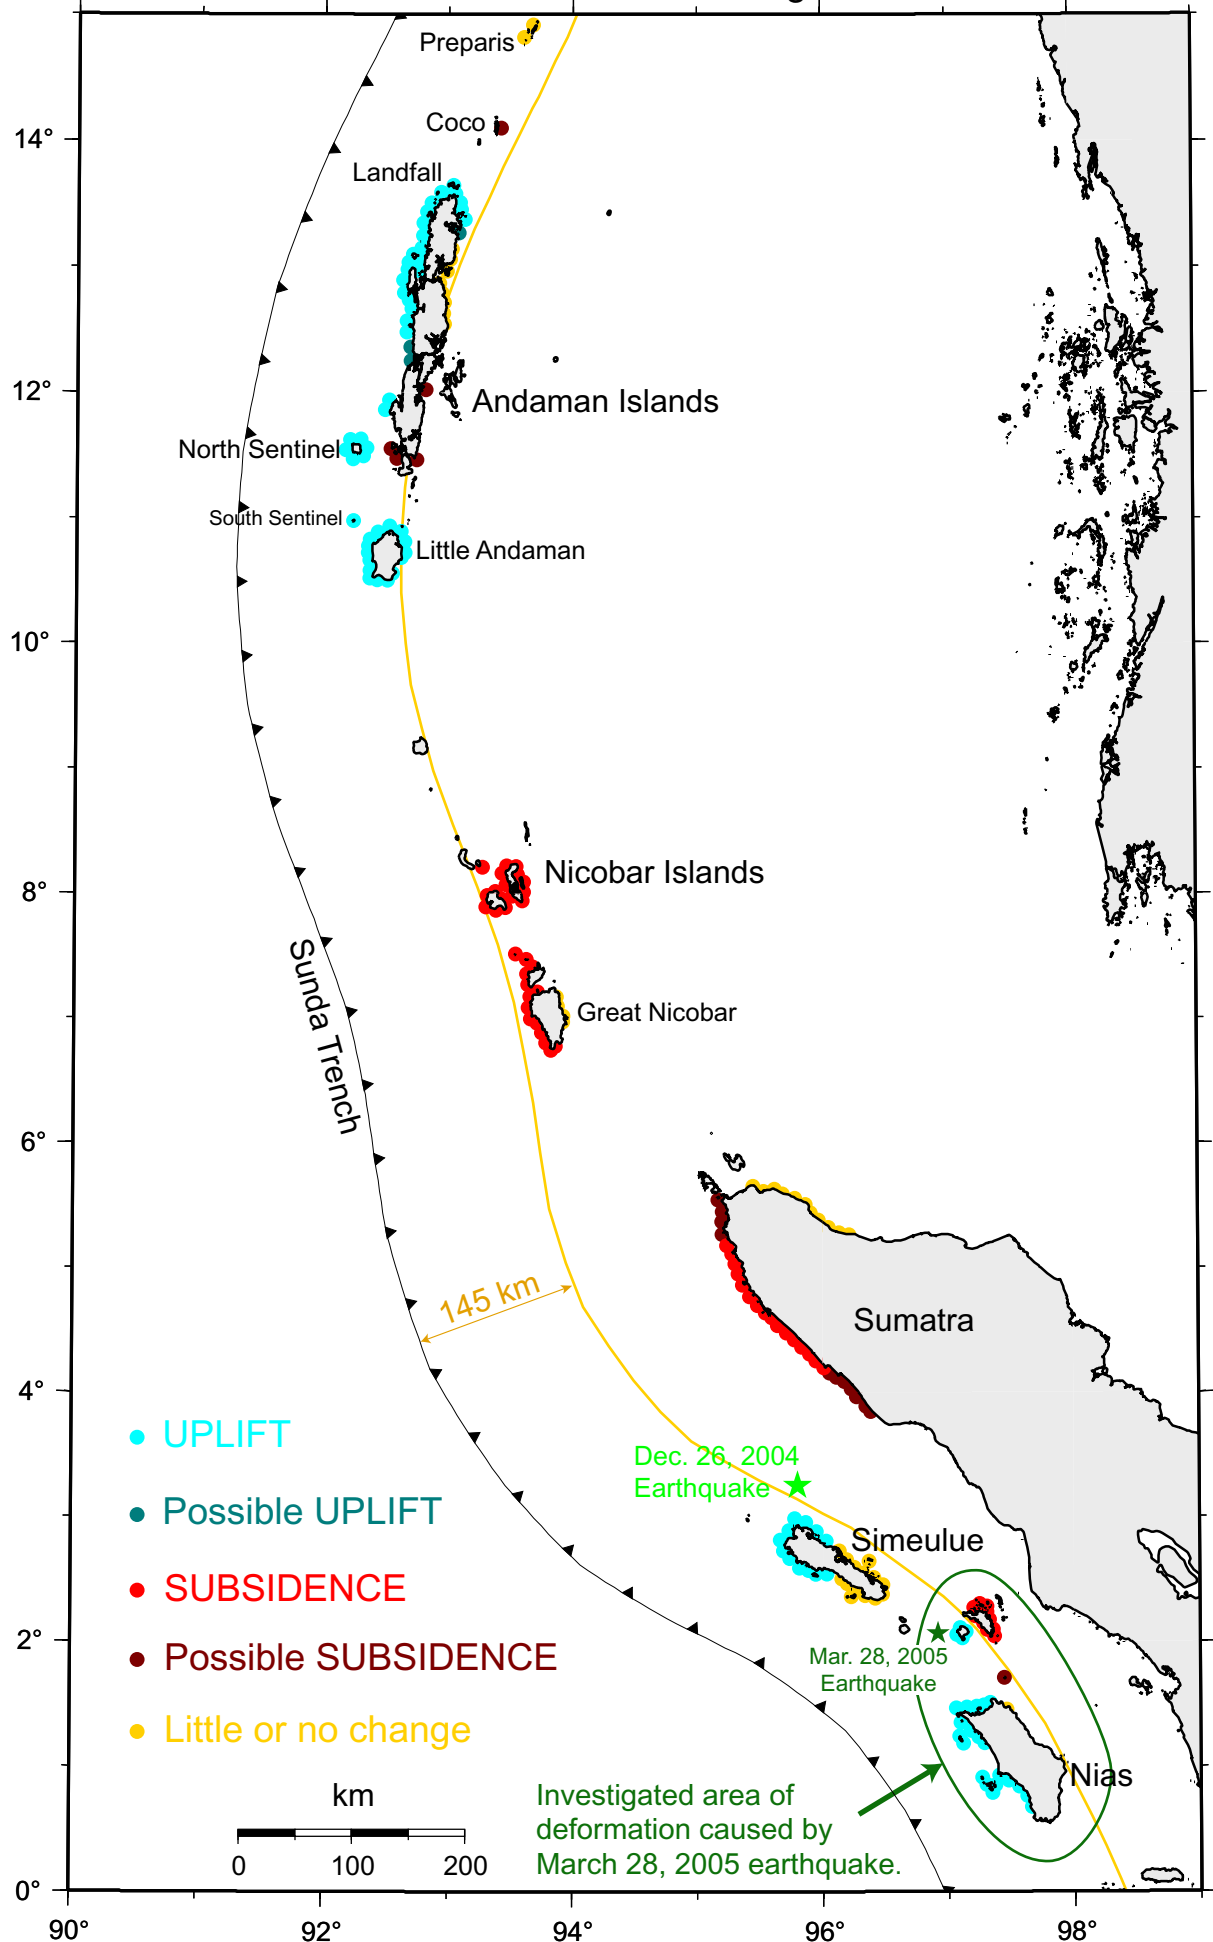 Preparis
Coco
14°
Landfall
12°
Andaman Islands
North Sentinel
South Sentinel
Little Andaman
10°
Nicobar Islands
8°
Sunda Trench
Great Nicobar
6°
145 km
Sumatra
4°
UPLIFT
Dec. 26, 2004
Earthquake
Possible UPLIFT
Simeulue
SUBSIDENCE
2°
Possible SUBSIDENCE
Mar. 28, 2005
Earthquake
Little or no change
Nias
km
0 100 200
Investigated area of
deformation caused by
March 28, 2005 earthquake.
0°
90° 92° 94° 96° 98°